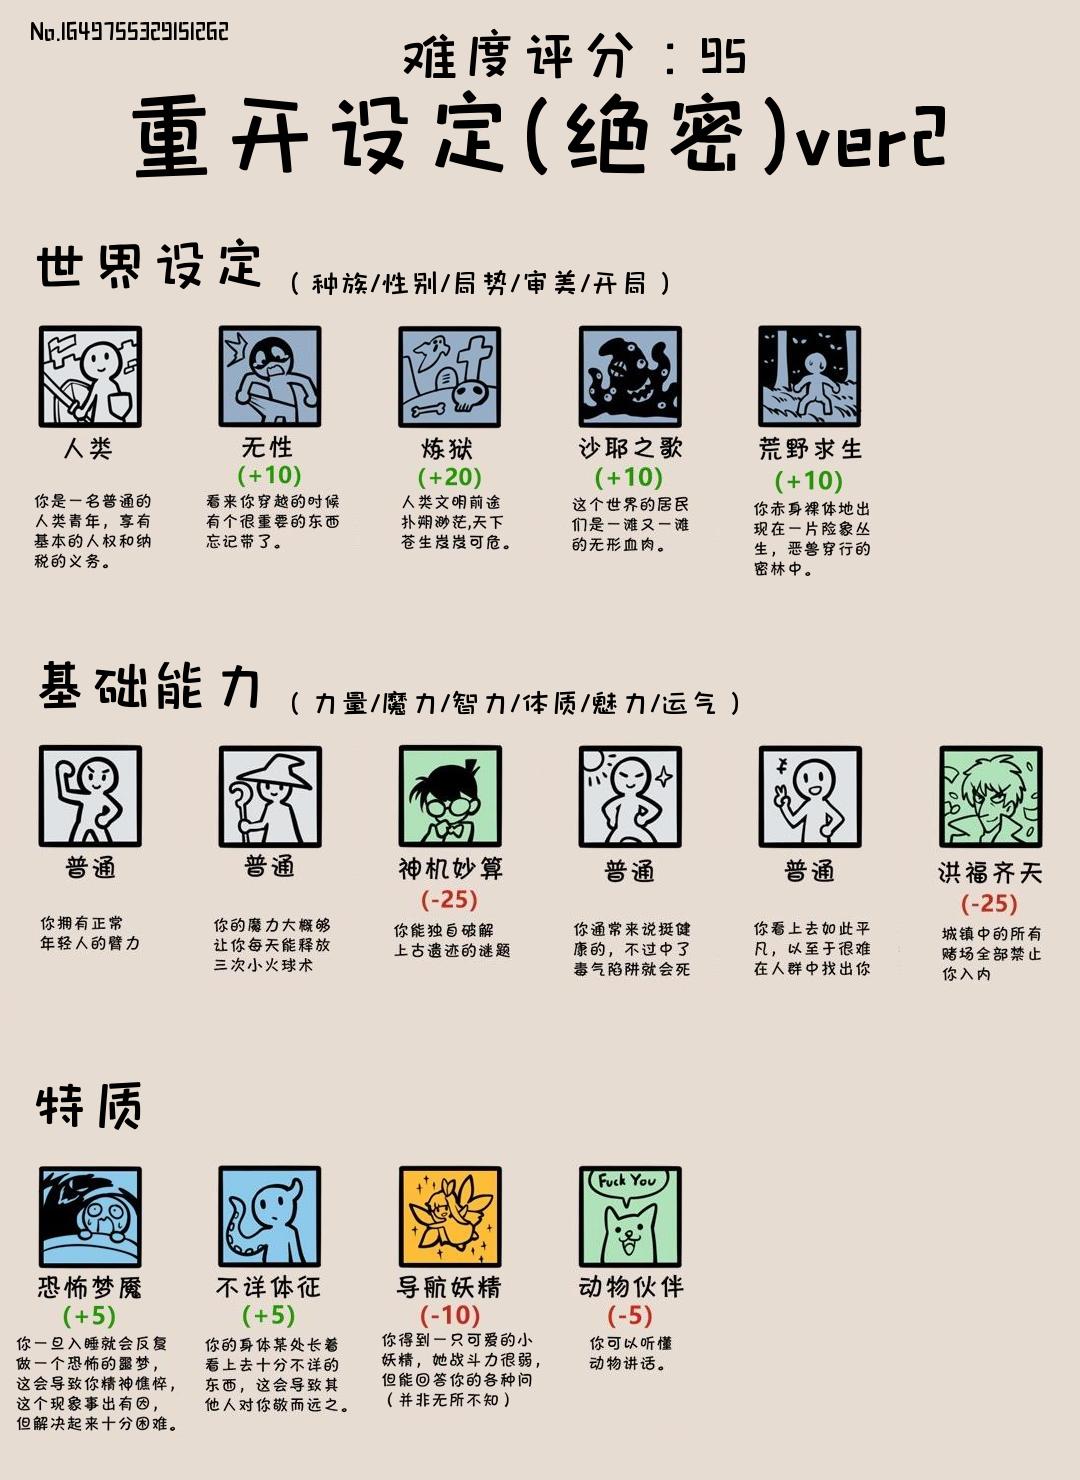 No.1649755329151262
难度评分：95
重开设定(绝密)ver2
世界设定 （种族/性别/局势/审美/开局）
人类
你是一名普通的
人类青年，享有
基本的人权和纳
税的义务。
无性
(+10)
看来你穿越的时候
有个很重要的东西
忘记带了。
炼狱
(+20)
人类文明前途
扑朔渺茫,天下
苍生岌岌可危。
沙耶之歌
(+10)
这个世界的居民
们是一滩又一滩
的无形血肉。
荒野求生
(+10)
你赤身裸体地出
现在一片险象丛
生，恶兽穿行的
密林中。
基础能力 （力量/魔力/智力/体质/魅力/运气）
普通
你拥有正常
年轻人的臂力
普通
你的魔力大概够
让你每天能释放
三次小火球术
神机妙算
(-25)
你能独自破解
上古遗迹的谜题
普通
你通常来说挺健
康的，不过中了
毒气陷阱就会死
普通
你看上去如此平
凡，以至于很难
在人群中找出你
洪福齐天
(-25)
城镇中的所有
赌场全部禁止
你入内
特质
恐怖梦魇
(+5)
你一旦入睡就会反复
做一个恐怖的噩梦，
这会导致你精神憔悴，
这个现象事出有因，
但解决起来十分困难。
不详体征
(+5)
你的身体某处长着
看上去十分不详的
东西，这会导致其
他人对你敬而远之。
导航妖精
(-10)
你得到一只可爱的小
妖精，她战斗力很弱，
但能回答你的各种问
（并非无所不知）
Fuck You
动物伙伴
(-5)
你可以听懂
动物讲话。